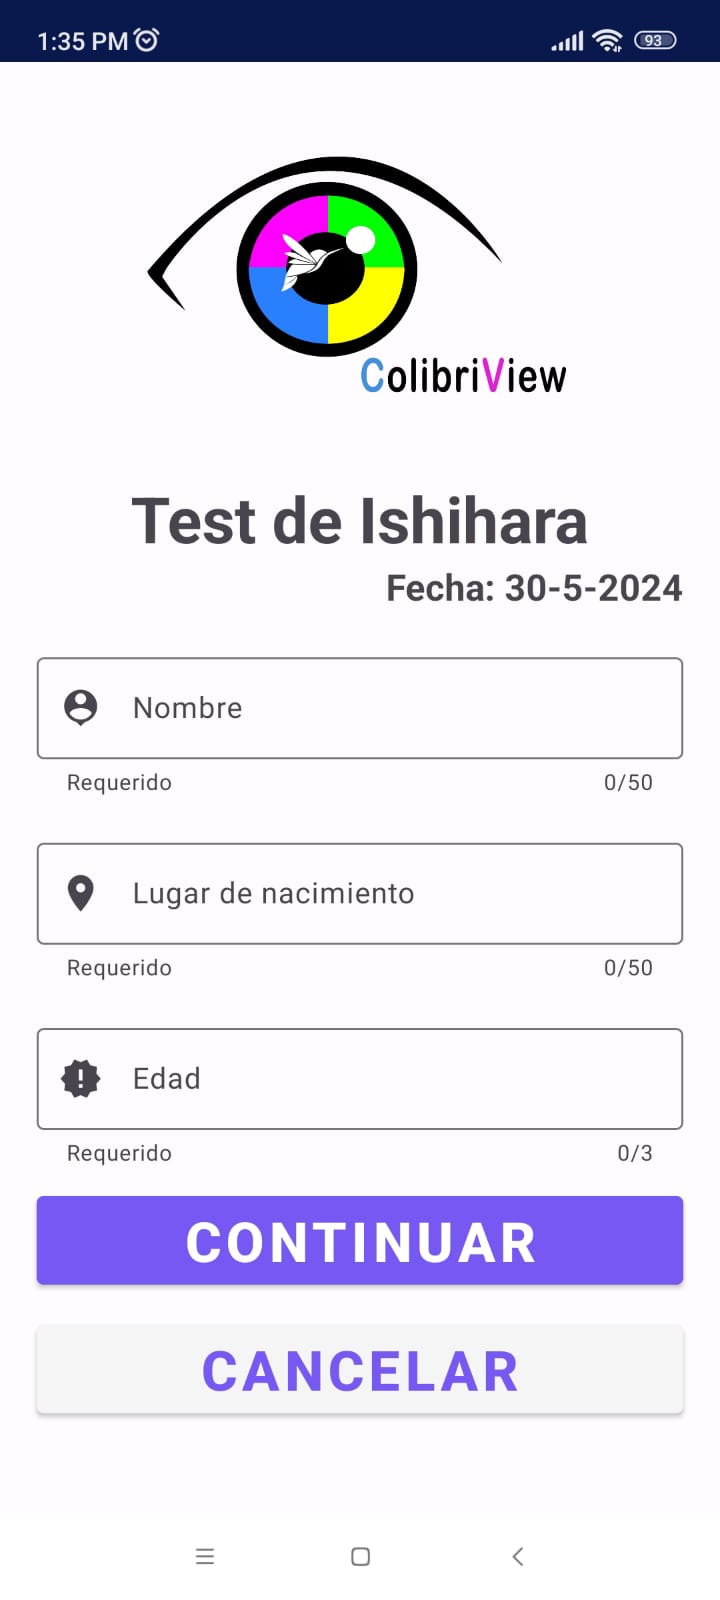 1:35 PM
93
ColibriView
Test de Ishihara
Fecha: 30-5-2024
Nombre
Requerido 0/50
Lugar de nacimiento
Requerido 0/50
Edad
Requerido 0/3
CONTINUAR
CANCELAR